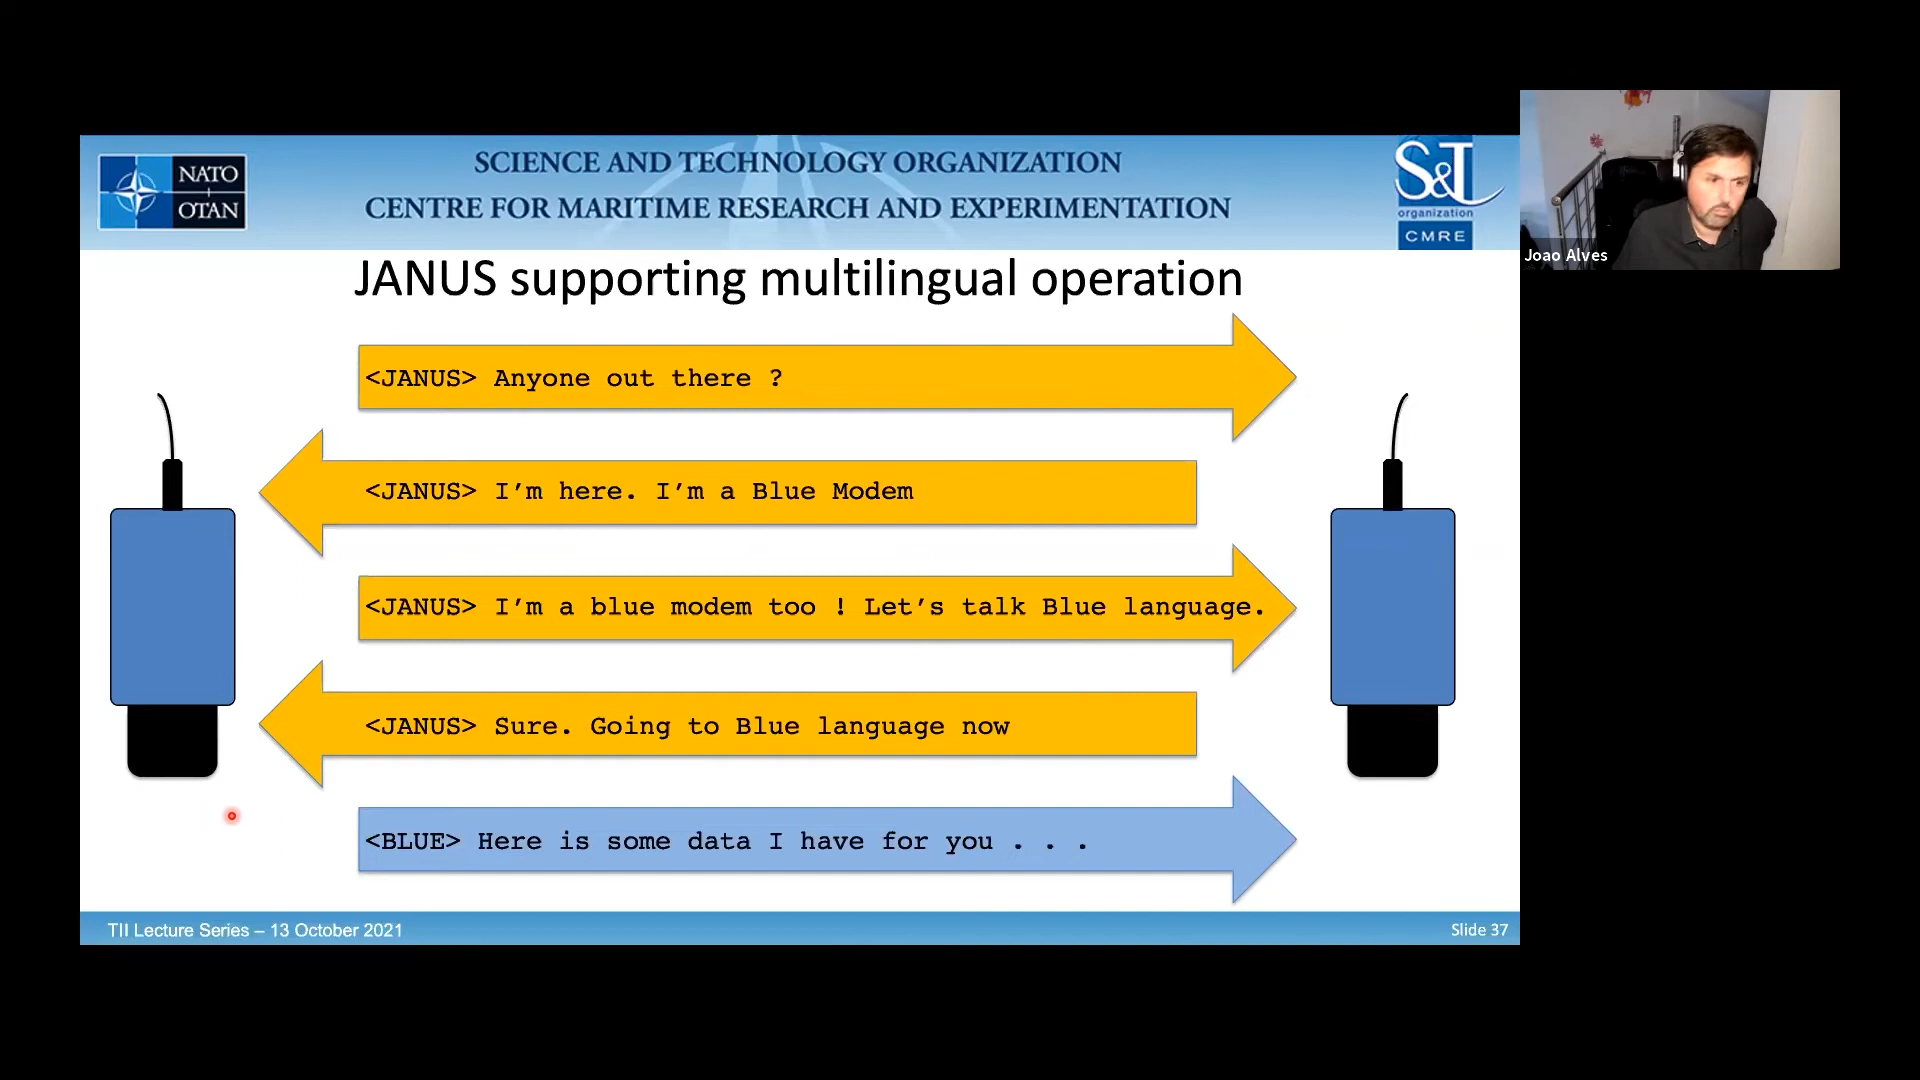 NATO
OTAN
SCIENCE AND TECHNOLOGY ORGANIZATION
CENTRE FOR MARITIME RESEARCH AND EXPERIMENTATION
S&T
organization
CMRE
Joao Alves
JANUS supporting multilingual operation
<JANUS> Anyone out there ?
<JANUS> I’m here. I’m a Blue Modem
<JANUS> I’m a blue modem too ! Let’s talk Blue language.
<JANUS> Sure. Going to Blue language now
<BLUE> Here is some data I have for you . . .
TII Lecture Series – 13 October 2021
Slide 37